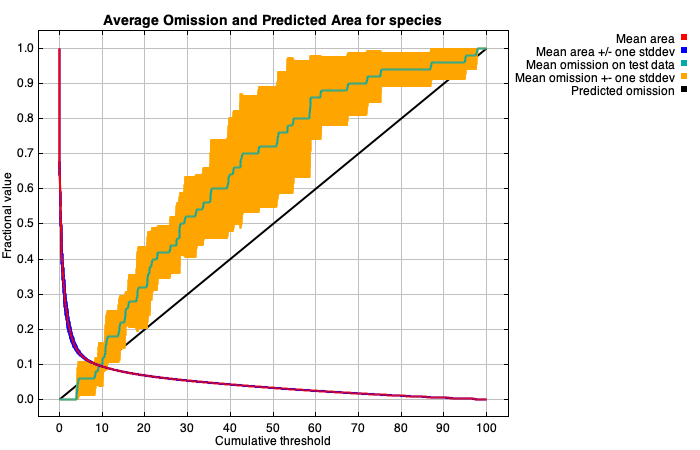 Average Omission and Predicted Area for species
Mean area
Mean area +/- one stddev
Mean omission on test data
Mean omission +- one stddev
Predicted omission
Fractional value
1.0
0.9
0.8
0.7
0.6
0.5
0.4
0.3
0.2
0.1
0.0
0 10 20 30 40 50 60 70 80 90 100
Cumulative threshold